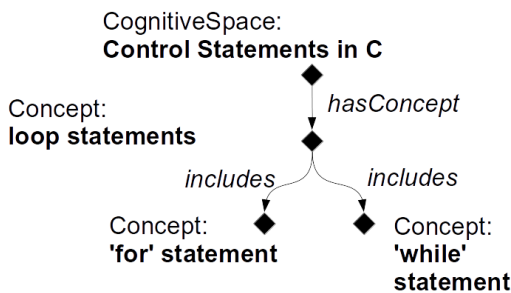 CognitiveSpace:
Control Statements in C
hasConcept
Concept:
loop statements
includes
includes
Concept:
'for' statement
Concept:
'while'
statement